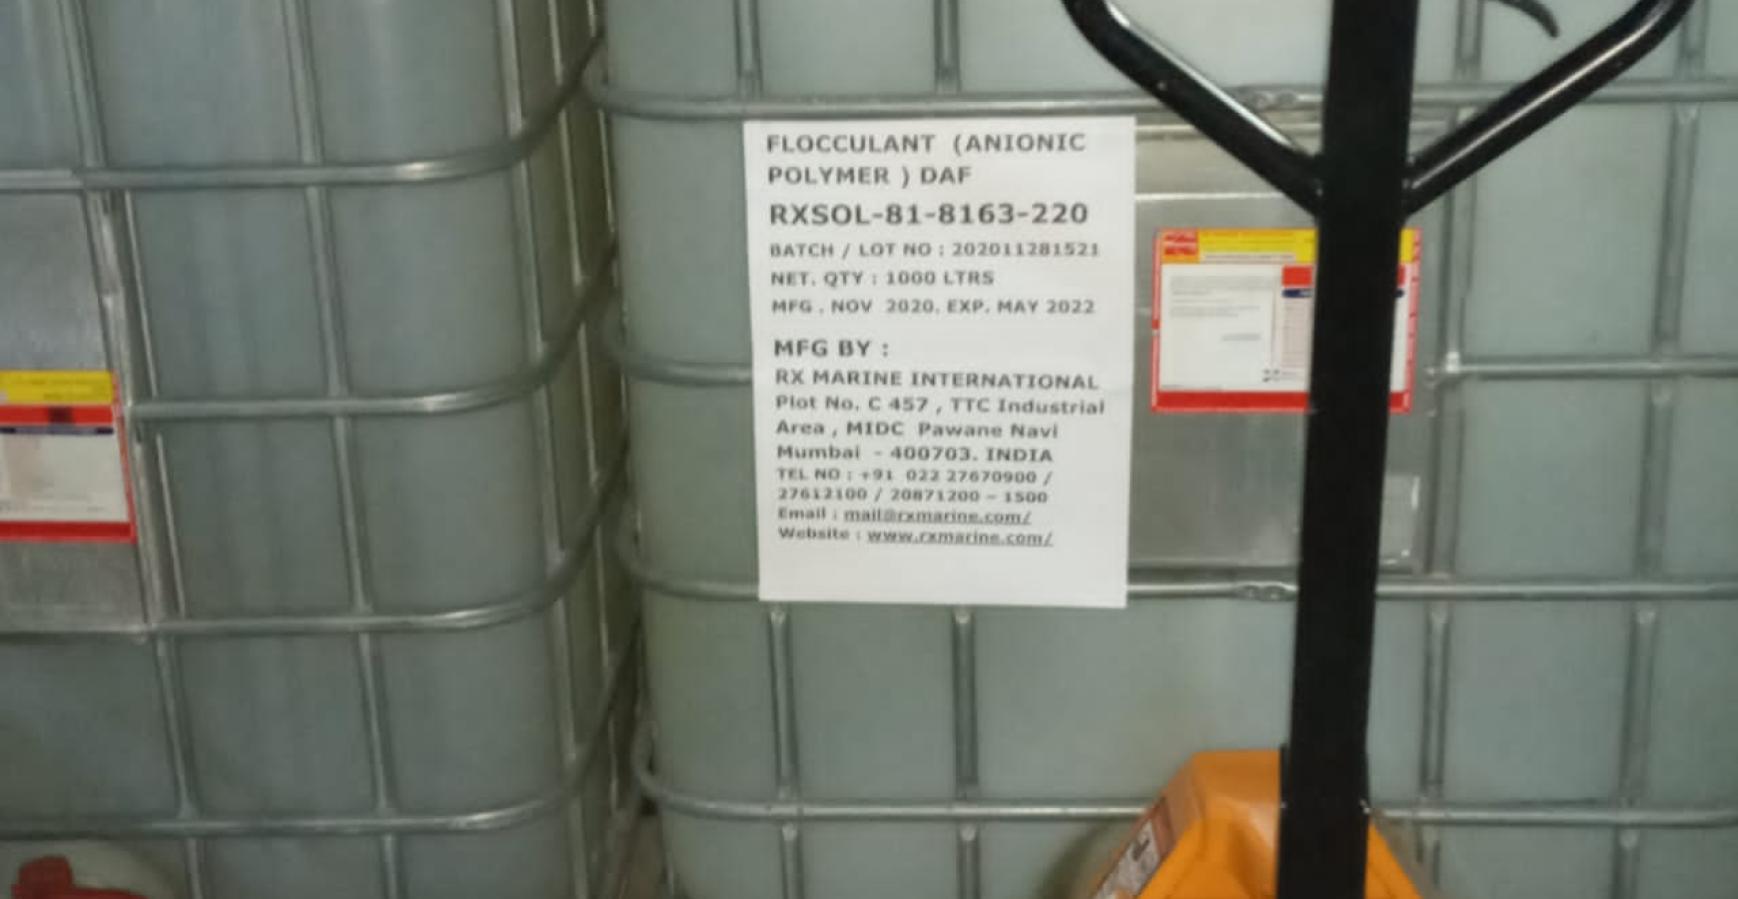 FLOCCULANT (ANIONIC
POLYMER ) DAF
RXSOL-81-8163-220
BATCH / LOT NO : 202011281521
NET. QTY : 1000 LTRS
MFG . NOV 2020. EXP. MAY 2022
MFG BY :
RX MARINE INTERNATIONAL
Plot No. C 457 , TTC Industrial
Area , MIDC Pawane Navi
Mumbai - 400703. INDIA
TEL NO : +91 022 27670900 /
27612100 / 20871200 – 1500
Email : mail@rxmarine.com/
Website : www.rxmarine.com/